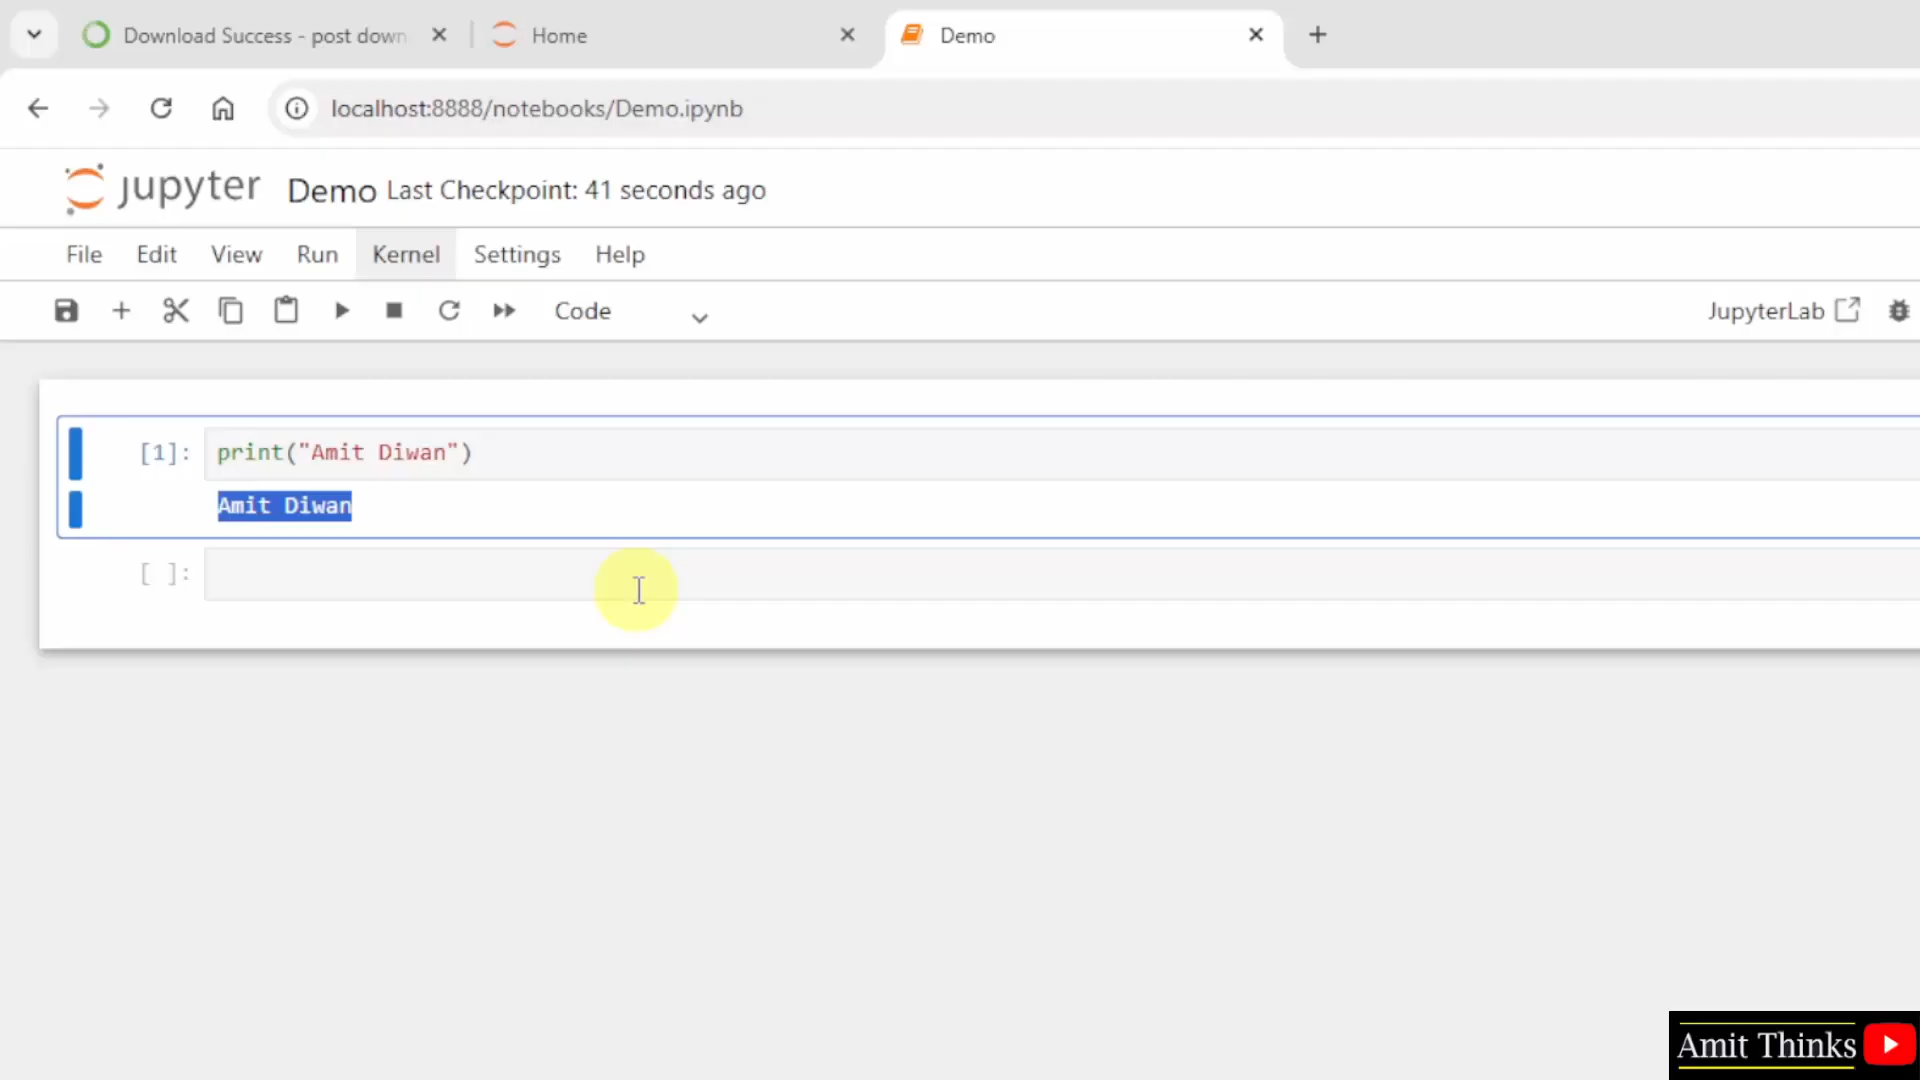 Download Success - post down
Home
Demo
localhost:8888/notebooks/Demo.ipynb
jupyter Demo Last Checkpoint: 41 seconds ago
File Edit View Run Kernel Settings Help
Code
JupyterLab
[1]: print("Amit Diwan")
Amit Diwan
[ ]:
Amit Thinks